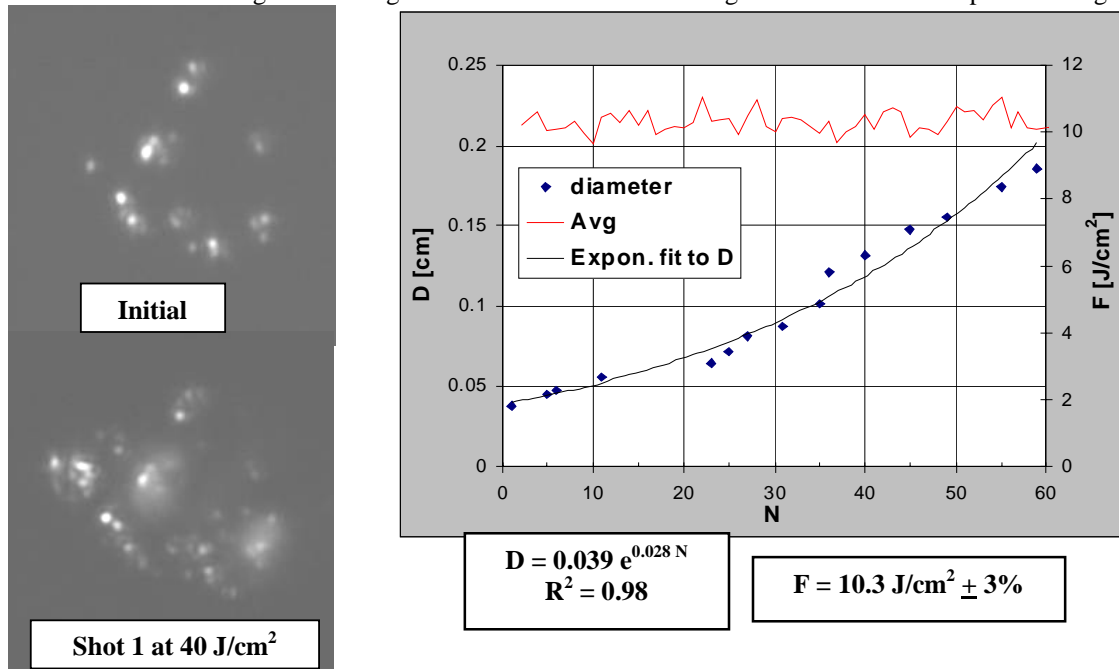 Initial
Shot 1 at 40 J/cm²
0.25
0.2
0.15
0.1
0.05
0
D [cm]
12
10
8
6
4
2
0
F [J/cm²]
diameter
Avg
Expon. fit to D
0 10 20 30 40 50 60
N
D = 0.039 e^0.028 N
R² = 0.98
F = 10.3 J/cm² ± 3%